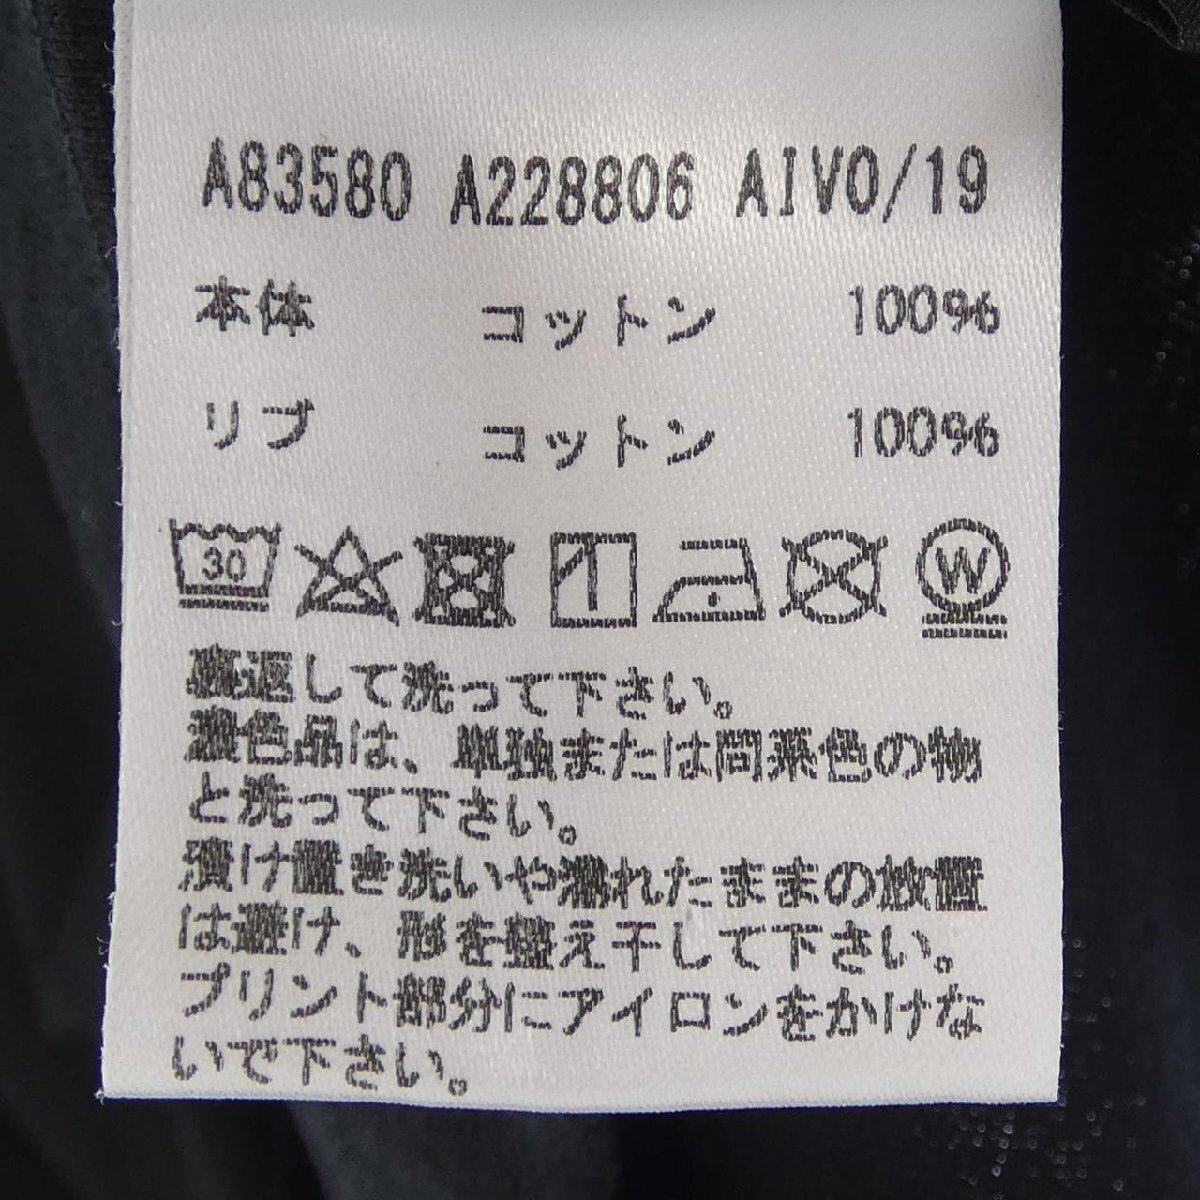 A83580 A228806 AIVO/19
本体 コットン 100%
リブ コットン 100%
30 W
裏返して洗って下さい。
濃色品は、単独または同系色の物
と洗って下さい。
漬け置き洗いや濡れたままの放置
は避け、形を整え干して下さい。
プリント部分にアイロンをかけな
いで下さい。